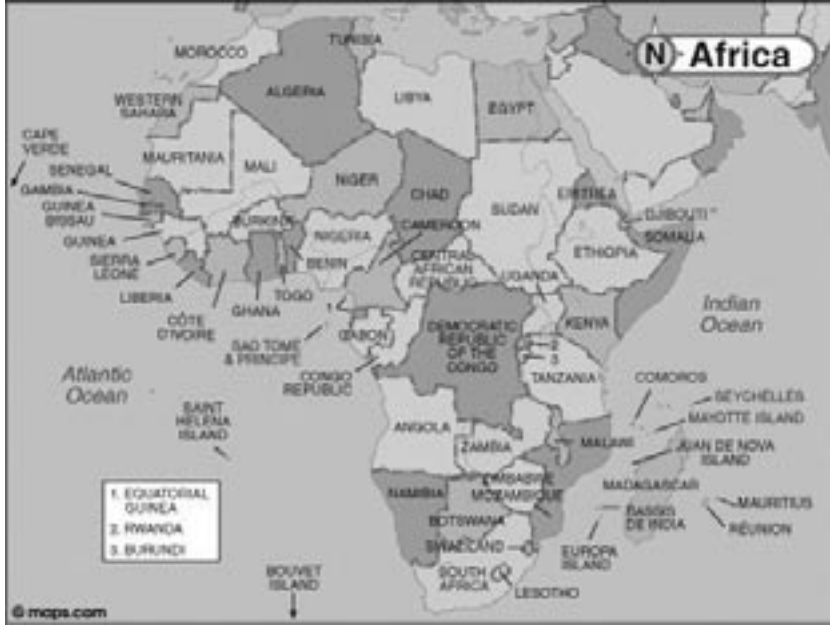 N Africa
TUNISIA
MOROCCO
ALGERIA
LIBYA
EGYPT
WESTERN
SAHARA
CAPE
VERDE
MAURITANIA
MALI
NIGER
CHAD
SUDAN
ERITREA
SENEGAL
GAMBIA
GUINEA
BISSAU
GUINEA
SIERRA
LEONE
LIBERIA
CÔTE
D'IVOIRE
GHANA
TOGO
BENIN
BURKINA
NIGERIA
CAMEROON
CENTRAL
AFRICAN
REPUBLIC
DJIBOUTI
SOMALIA
ETHIOPIA
UGANDA
KENYA
1
SAO TOME
& PRINCIPE
GABON
CONGO
REPUBLIC
DEMOCRATIC
REPUBLIC
OF THE
CONGO
2
3
TANZANIA
Indian
Ocean
Atlantic
Ocean
SAINT
HELENA
ISLAND
ANGOLA
ZAMBIA
MALAWI
COMOROS
SEYCHELLES
MAYOTTE ISLAND
JUAN DE NOVA
ISLAND
MADAGASCAR
MAURITIUS
RÉUNION
BASSIS
DE INDIA
EUROPA
ISLAND
ZIMBABWE
MOZAMBIQUE
NAMIBIA
BOTSWANA
SWAZILAND
SOUTH
AFRICA
LESOTHO
BOUVET
ISLAND
1. EQUATORIAL
GUINEA
2. RWANDA
3. BURUNDI
© maps.com